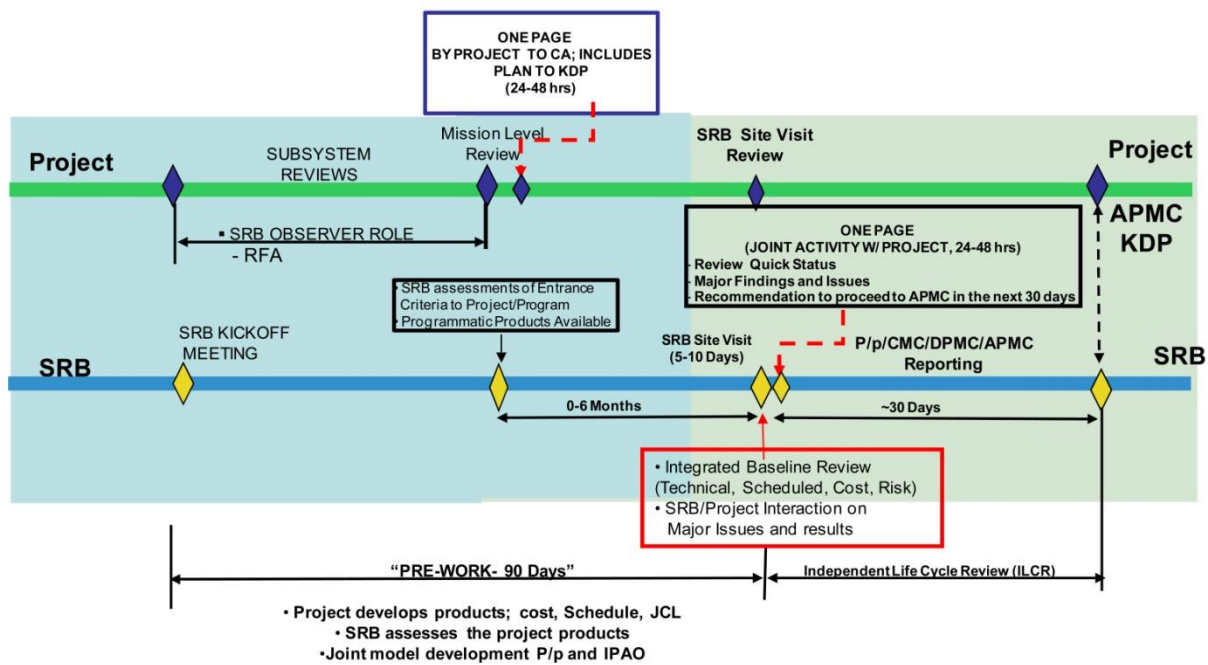 ONE PAGE
BY PROJECT TO CA; INCLUDES
PLAN TO KDP
(24-48 hrs)
Project
SUBSYSTEM
REVIEWS
Mission Level
Review
SRB Site Visit
Review
Project
APMC
KDP
▪ SRB OBSERVER ROLE
- RFA
ONE PAGE
(JOINT ACTIVITY W/ PROJECT, 24-48 hrs)
- Review Quick Status
- Major Findings and Issues
- Recommendation to proceed to APMC in the next 30 days
• SRB assessments of Entrance
Criteria to Project/Program
• Programmatic Products Available
SRB KICKOFF
MEETING
SRB
SRB Site Visit
(5-10 Days)
P/p/CMC/DPMC/APMC
Reporting
SRB
0-6 Months
~30 Days
• Integrated Baseline Review
(Technical, Scheduled, Cost, Risk)
• SRB/Project Interaction on
Major Issues and results
“PRE-WORK- 90 Days”
Independent Life Cycle Review (ILCR)
• Project develops products; cost, Schedule, JCL
• SRB assesses the project products
•Joint model development P/p and IPAO